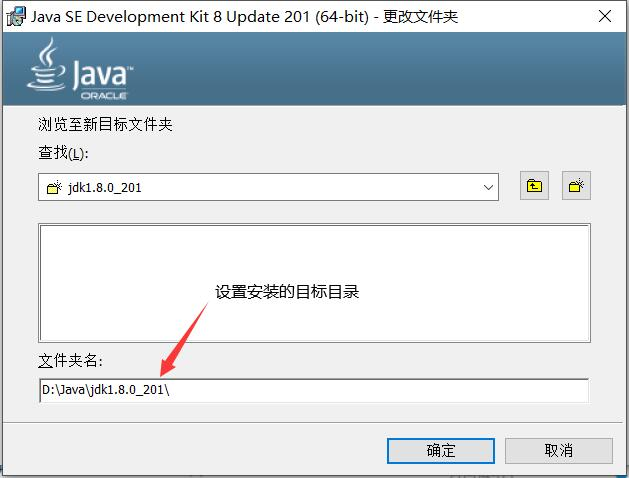 Java SE Development Kit 8 Update 201 (64-bit) - 更改文件夹
Java™
ORACLE
浏览至新目标文件夹
查找(L):
jdk1.8.0_201
设置安装的目标目录
文件夹名:
D:\Java\jdk1.8.0_201\
确定
取消